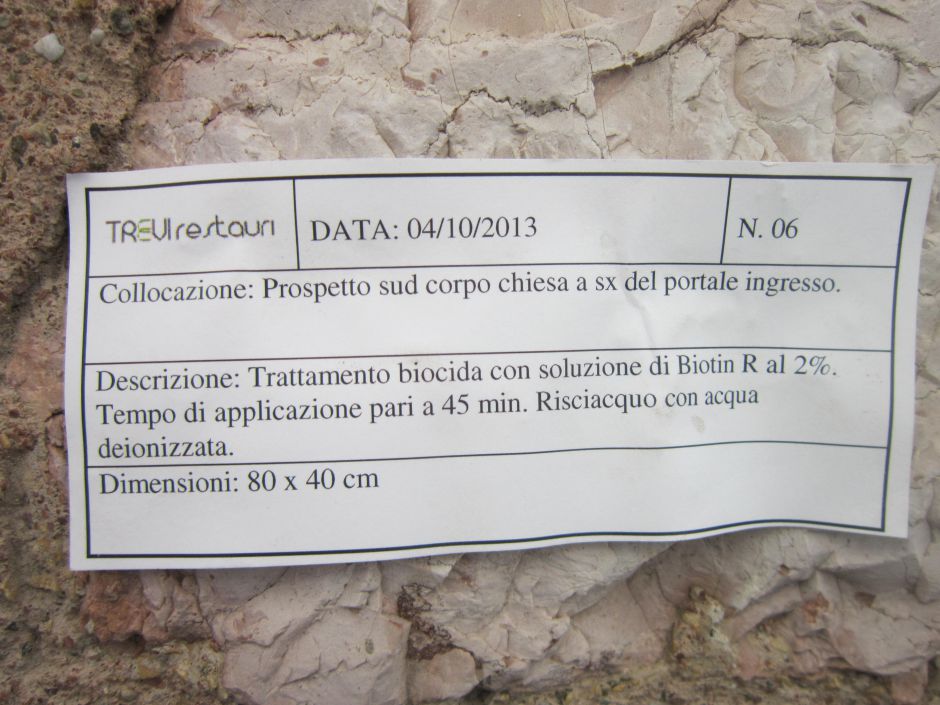 TREVIrestauri
DATA: 04/10/2013
N. 06
Collocazione: Prospetto sud corpo chiesa a sx del portale ingresso.
Descrizione: Trattamento biocida con soluzione di Biotin R al 2%.
Tempo di applicazione pari a 45 min. Risciacquo con acqua
deionizzata.
Dimensioni: 80 x 40 cm